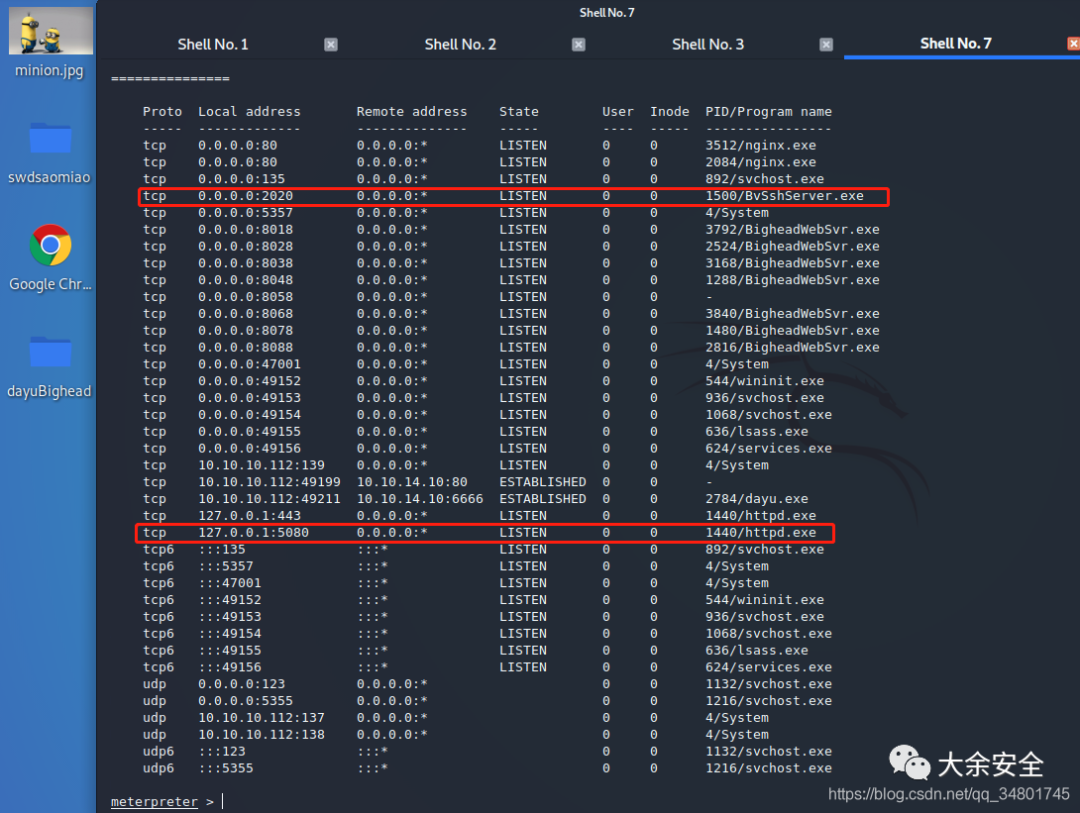 Shell No. 7
Shell No. 1
Shell No. 2
Shell No. 3
Shell No. 7
minion.jpg
swdsaomiao
Google Chr...
dayuBighead
===============
Proto Local address Remote address State User Inode PID/Program name
----- ------------- -------------- ----- ---- ----- ----------------
tcp 0.0.0.0:80 0.0.0.0:* LISTEN 0 0 3512/nginx.exe
tcp 0.0.0.0:80 0.0.0.0:* LISTEN 0 0 2084/nginx.exe
tcp 0.0.0.0:135 0.0.0.0:* LISTEN 0 0 892/svchost.exe
tcp 0.0.0.0:2020 0.0.0.0:* LISTEN 0 0 1500/BvSshServer.exe
tcp 0.0.0.0:5357 0.0.0.0:* LISTEN 0 0 4/System
tcp 0.0.0.0:8018 0.0.0.0:* LISTEN 0 0 3792/BigheadWebSvr.exe
tcp 0.0.0.0:8028 0.0.0.0:* LISTEN 0 0 2524/BigheadWebSvr.exe
tcp 0.0.0.0:8038 0.0.0.0:* LISTEN 0 0 3168/BigheadWebSvr.exe
tcp 0.0.0.0:8048 0.0.0.0:* LISTEN 0 0 1288/BigheadWebSvr.exe
tcp 0.0.0.0:8058 0.0.0.0:* LISTEN 0 0 -
tcp 0.0.0.0:8068 0.0.0.0:* LISTEN 0 0 3840/BigheadWebSvr.exe
tcp 0.0.0.0:8078 0.0.0.0:* LISTEN 0 0 1480/BigheadWebSvr.exe
tcp 0.0.0.0:8088 0.0.0.0:* LISTEN 0 0 2816/BigheadWebSvr.exe
tcp 0.0.0.0:47001 0.0.0.0:* LISTEN 0 0 4/System
tcp 0.0.0.0:49152 0.0.0.0:* LISTEN 0 0 544/wininit.exe
tcp 0.0.0.0:49153 0.0.0.0:* LISTEN 0 0 936/svchost.exe
tcp 0.0.0.0:49154 0.0.0.0:* LISTEN 0 0 1068/svchost.exe
tcp 0.0.0.0:49155 0.0.0.0:* LISTEN 0 0 636/lsass.exe
tcp 0.0.0.0:49156 0.0.0.0:* LISTEN 0 0 624/services.exe
tcp 10.10.10.112:139 0.0.0.0:* LISTEN 0 0 4/System
tcp 10.10.10.112:49199 10.10.14.10:80 ESTABLISHED 0 0 -
tcp 10.10.10.112:49211 10.10.14.10:6666 ESTABLISHED 0 0 2784/dayu.exe
tcp 127.0.0.1:443 0.0.0.0:* LISTEN 0 0 1440/httpd.exe
tcp 127.0.0.1:5080 0.0.0.0:* LISTEN 0 0 1440/httpd.exe
tcp6 :::135 :::* LISTEN 0 0 892/svchost.exe
tcp6 :::5357 :::* LISTEN 0 0 4/System
tcp6 :::47001 :::* LISTEN 0 0 4/System
tcp6 :::49152 :::* LISTEN 0 0 544/wininit.exe
tcp6 :::49153 :::* LISTEN 0 0 936/svchost.exe
tcp6 :::49154 :::* LISTEN 0 0 1068/svchost.exe
tcp6 :::49155 :::* LISTEN 0 0 636/lsass.exe
tcp6 :::49156 :::* LISTEN 0 0 624/services.exe
udp 0.0.0.0:123 0.0.0.0:* 0 0 1132/svchost.exe
udp 0.0.0.0:5355 0.0.0.0:* 0 0 1216/svchost.exe
udp 10.10.10.112:137 0.0.0.0:* 0 0 4/System
udp 10.10.10.112:138 0.0.0.0:* 0 0 4/System
udp6 :::123 :::* 0 0 1132/svchost.exe
udp6 :::5355 :::* 0 0 1216/svchost.exe
meterpreter >
大余安全
https://blog.csdn.net/qq_34801745